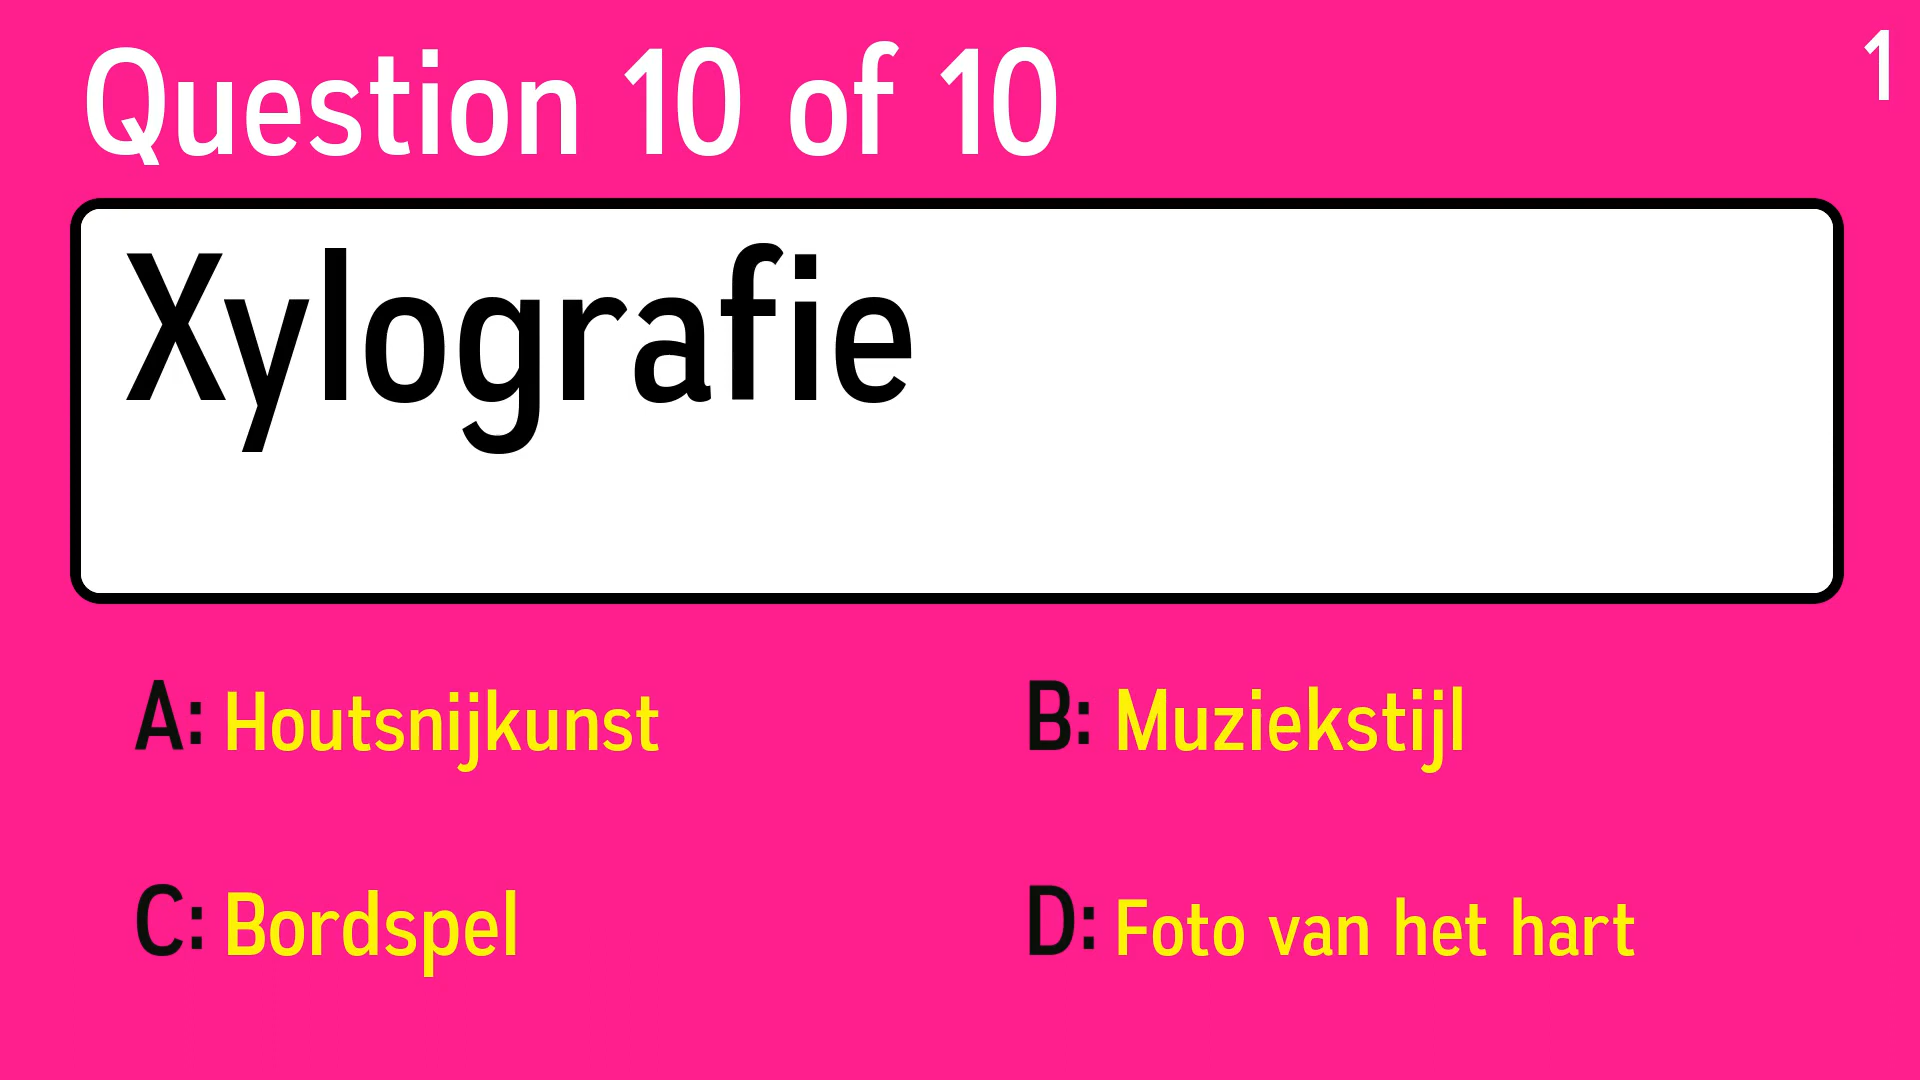 Question 10 of 10
1
Xylografie
A: Houtsnijkunst
B: Muziekstijl
C: Bordspel
D: Foto van het hart